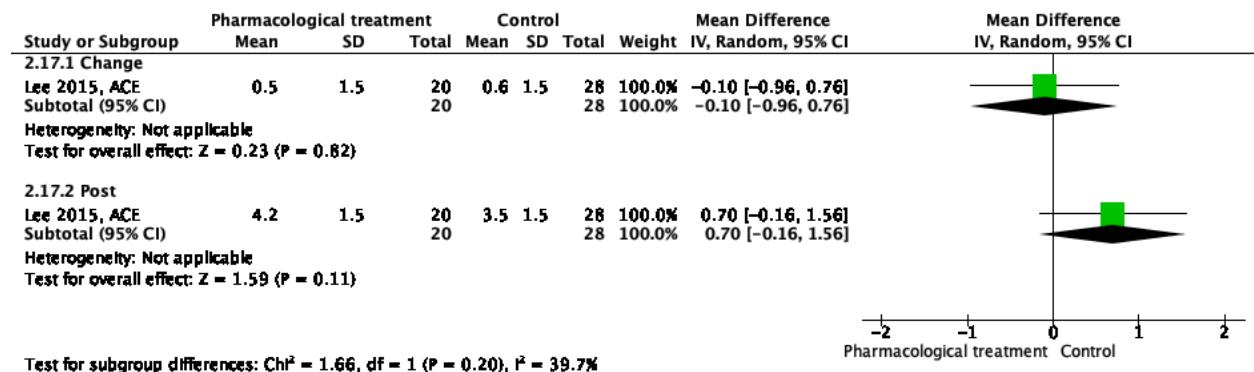 Pharmacological treatment Control Mean Difference Mean Difference
Study or Subgroup Mean SD Total Mean SD Total Weight IV, Random, 95% CI IV, Random, 95% CI
2.17.1 Change
Lee 2015, ACE 0.5 1.5 20 0.6 1.5 28 100.0% −0.10 [−0.96, 0.76]
Subtotal (95% CI) 20 28 100.0% −0.10 [−0.96, 0.76]
Heterogeneity: Not applicable
Test for overall effect: Z = 0.23 (P = 0.82)
2.17.2 Post
Lee 2015, ACE 4.2 1.5 20 3.5 1.5 28 100.0% 0.70 [−0.16, 1.56]
Subtotal (95% CI) 20 28 100.0% 0.70 [−0.16, 1.56]
Heterogeneity: Not applicable
Test for overall effect: Z = 1.59 (P = 0.11)
−2 −1 0 1 2
Pharmacological treatment Control
Test for subgroup differences: Chi² = 1.66, df = 1 (P = 0.20), I² = 39.7%